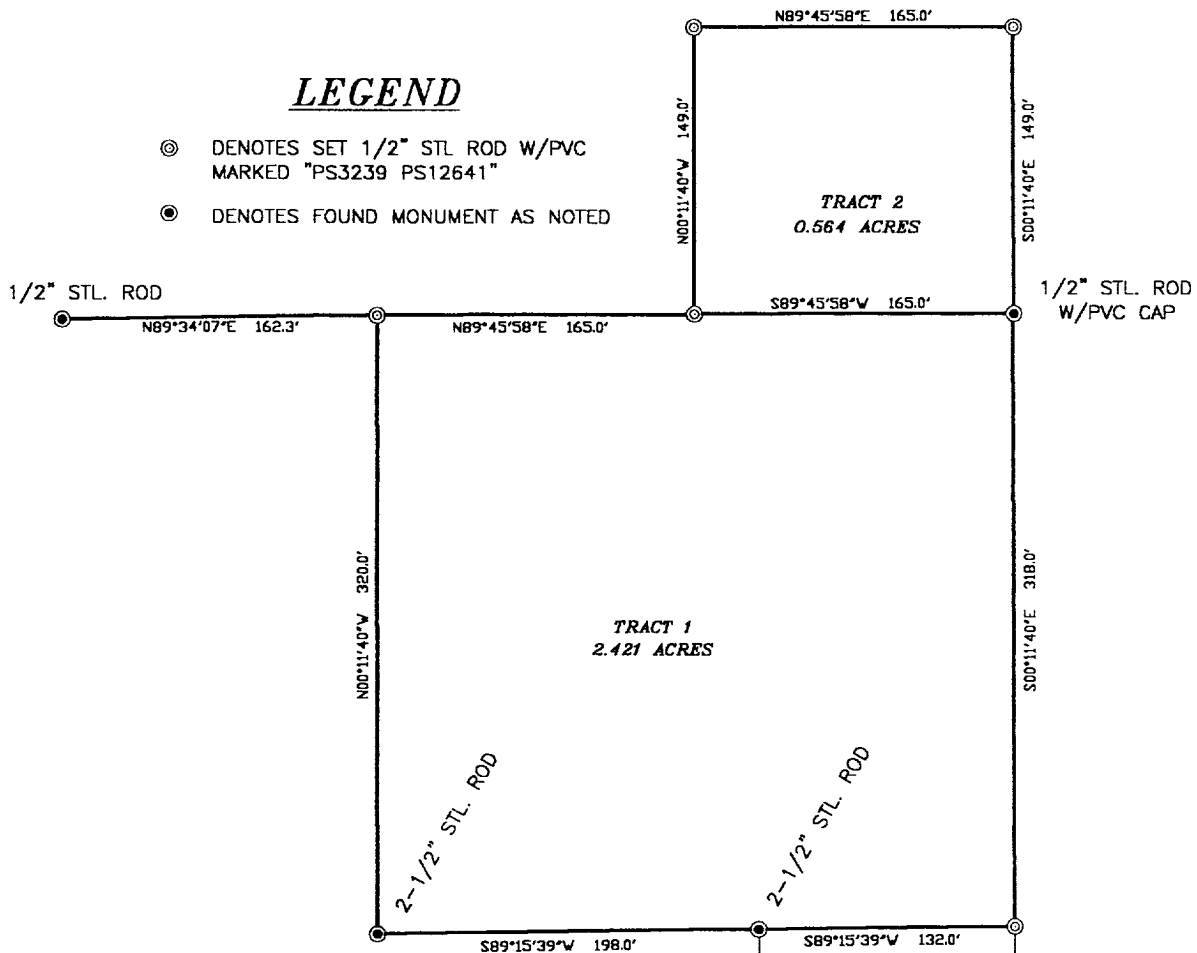 N89°45'58"E 165.0'
LEGEND
DENOTES SET 1/2" STL ROD W/PVC
MARKED "PS3239 PS12641"
DENOTES FOUND MONUMENT AS NOTED
N00°11'40"W 149.0'
S00°11'40"E 149.0'
TRACT 2
0.564 ACRES
1/2" STL. ROD
N89°34'07"E 162.3'
N89°45'58"E 165.0'
S89°45'58"W 165.0'
1/2" STL. ROD
W/PVC CAP
N00°11'40"W 320.0'
S00°11'40"E 318.0'
TRACT 1
2.421 ACRES
2-1/2" STL. ROD
2-1/2" STL. ROD
S89°15'39"W 198.0'
S89°15'39"W 132.0'